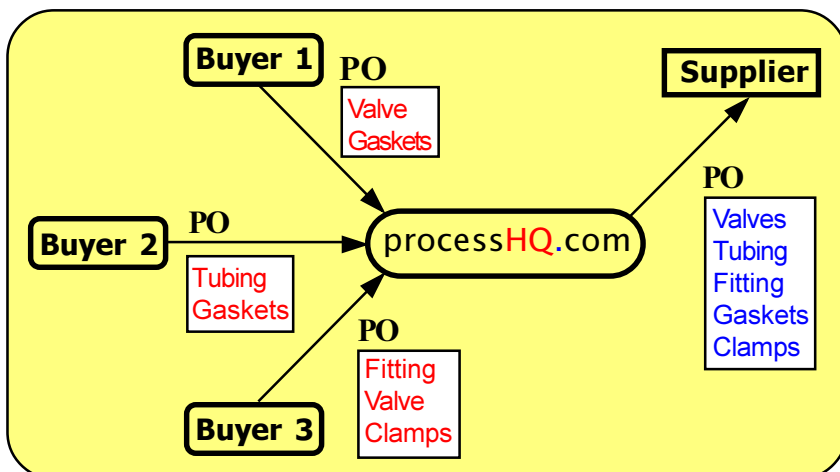 Buyer 1
PO
Valve
Gaskets
Supplier
PO
Valves
Tubing
Fitting
Gaskets
Clamps
Buyer 2
PO
Tubing
Gaskets
processHQ.com
PO
Fitting
Valve
Clamps
Buyer 3